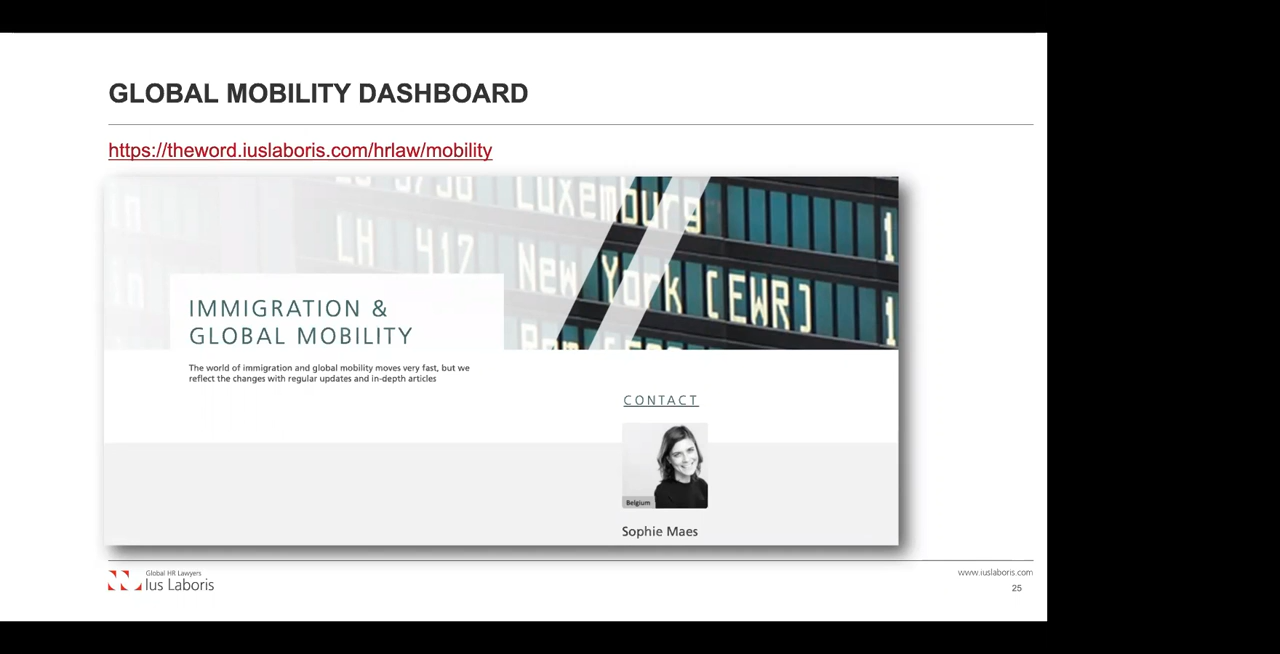 GLOBAL MOBILITY DASHBOARD
https://theword.iuslaboris.com/hrlaw/mobility
Luxemburg
LH 417 New York (EWR) 1
IMMIGRATION &
GLOBAL MOBILITY
The world of immigration and global mobility moves very fast, but we
reflect the changes with regular updates and in-depth articles
CONTACT
Belgium
Sophie Maes
Global HR Lawyers
Ius Laboris
www.iuslaboris.com
25